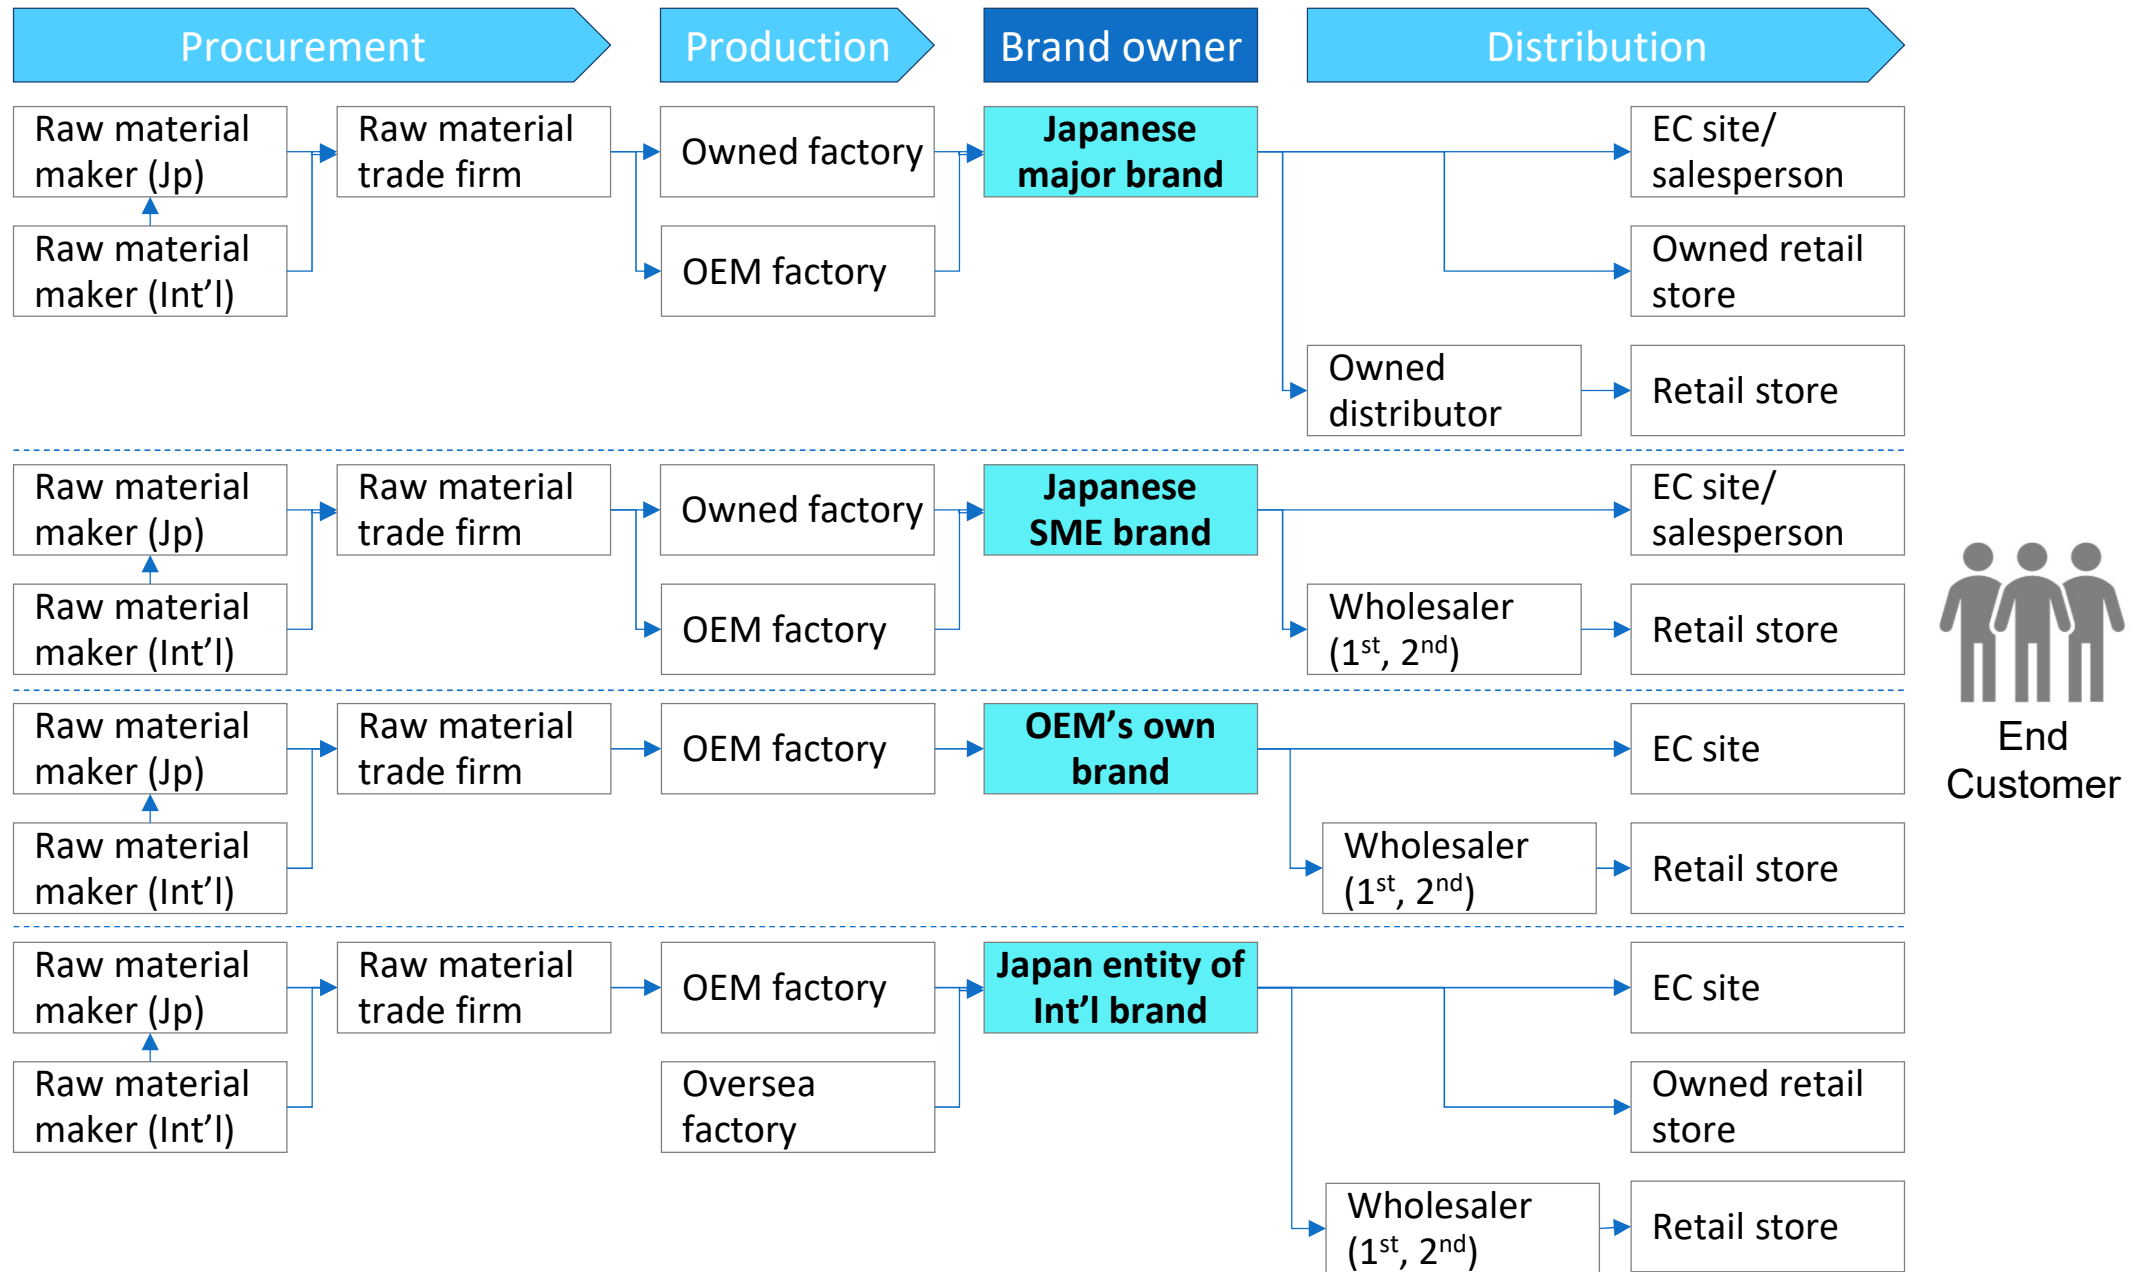 Procurement
Production
Brand owner
Distribution
Raw material
maker (Jp)
Raw material
trade firm
Owned factory
Japanese
major brand
EC site/
salesperson
Raw material
maker (Int'l)
OEM factory
Owned retail
store
Owned
distributor
Retail store
Raw material
maker (Jp)
Raw material
trade firm
Owned factory
Japanese
SME brand
EC site/
salesperson
Raw material
maker (Int'l)
OEM factory
Wholesaler
(1st, 2nd)
Retail store
Raw material
maker (Jp)
Raw material
trade firm
OEM factory
OEM's own
brand
EC site
Raw material
maker (Int'l)
Wholesaler
(1st, 2nd)
Retail store
Raw material
maker (Jp)
Raw material
trade firm
OEM factory
Japan entity of
Int'l brand
EC site
Raw material
maker (Int'l)
Oversea
factory
Owned retail
store
Wholesaler
(1st, 2nd)
Retail store
End
Customer